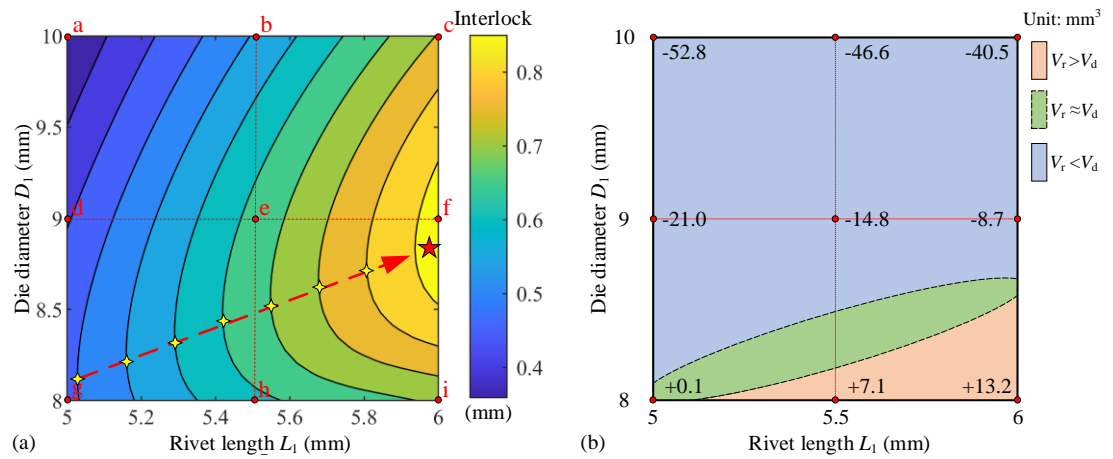 Interlock
a b c
d e f
g h i
10
9.5
9
8.5
8
5 5.2 5.4 5.6 5.8 6
Die diameter D₁ (mm)
Rivet length L₁ (mm)
0.8
0.7
0.6
0.5
0.4
(mm)
(a)
Unit: mm³
Vᵣ>V_d
Vᵣ≈V_d
Vᵣ<V_d
10
9
8
-52.8 -46.6 -40.5
-21.0 -14.8 -8.7
+0.1 +7.1 +13.2
5 5.5 6
Die diameter D₁ (mm)
Rivet length L₁ (mm)
(b)